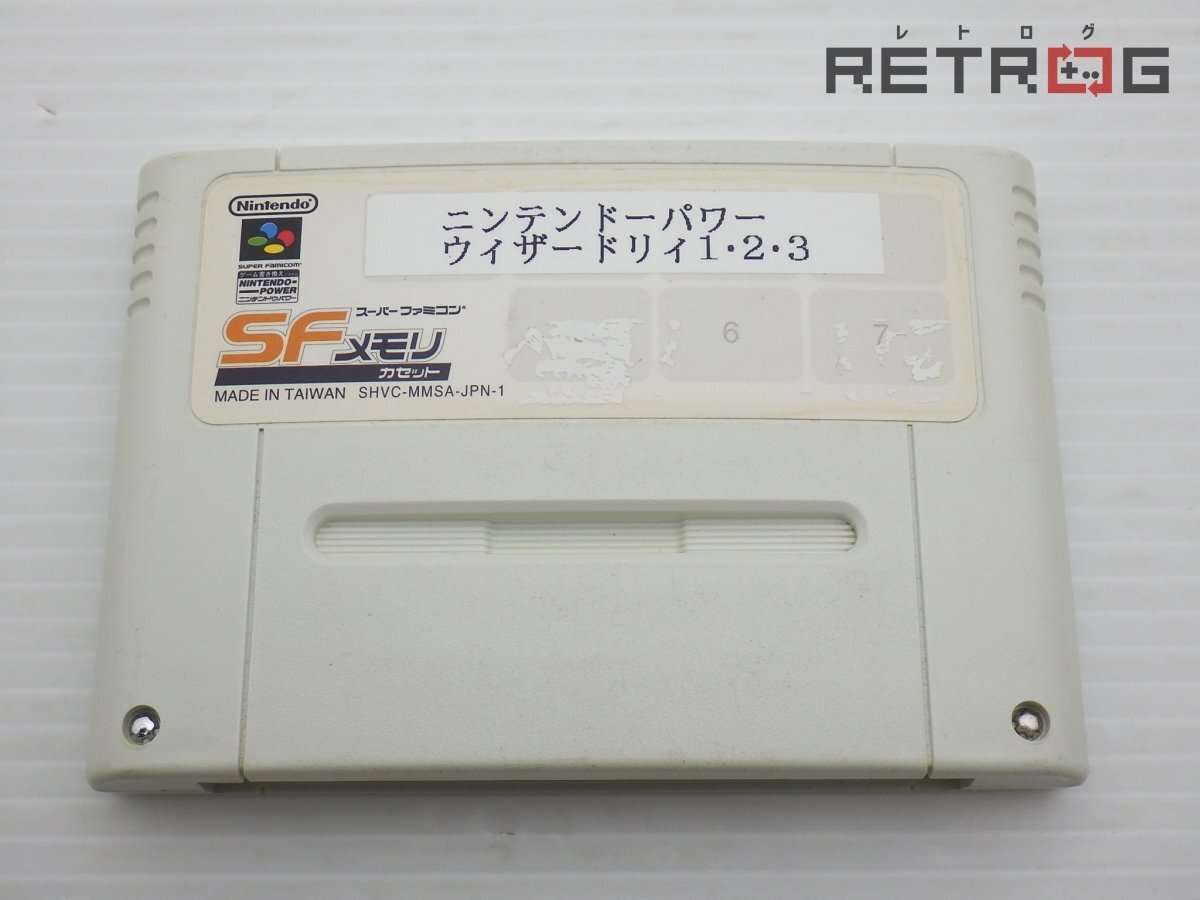 レトログ
RETROG
Nintendo
SUPER FAMICOM
ゲーム書き換え
NINTENDO
POWER
ニンテンドウパワー
ニンテンドーパワー
ウィザードリィ1・2・3
スーパーファミコン
SFメモリ
カセット
6
7
MADE IN TAIWAN SHVC-MMSA-JPN-1